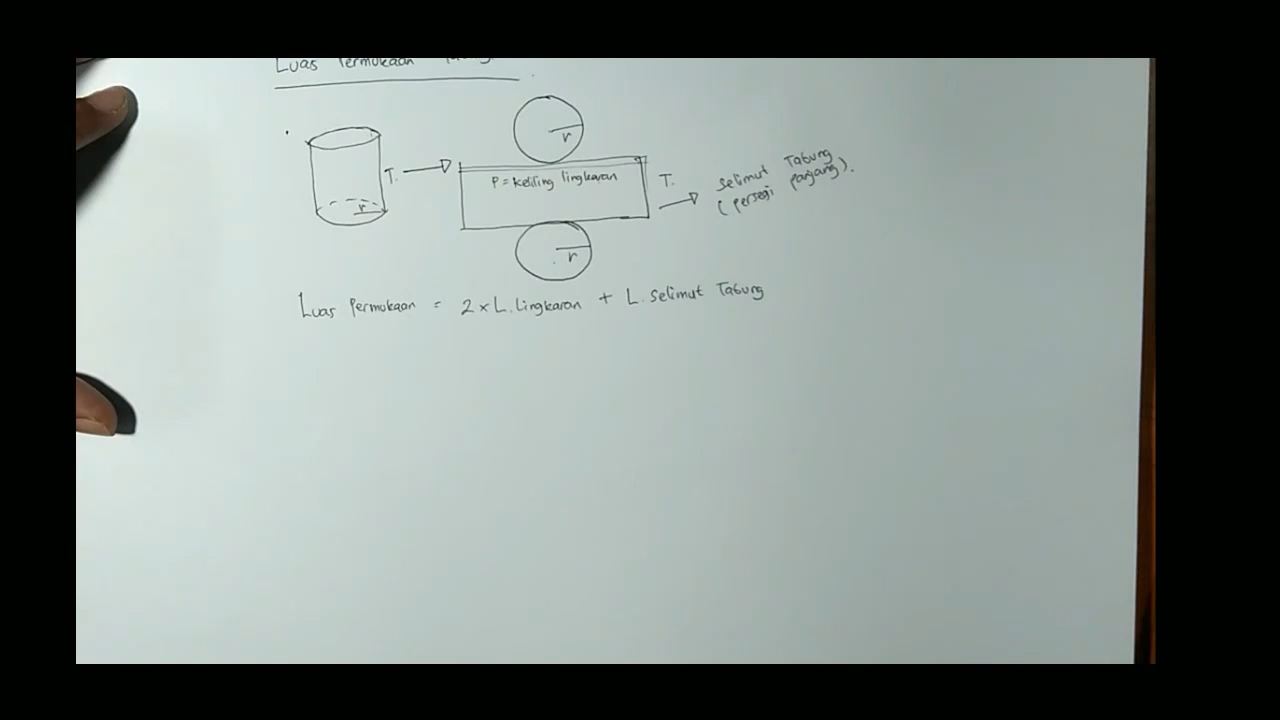 Luas Permukaan
r
T.
P = keliling lingkaran
T.
Selimut Tabung
(persegi panjang).
r
r
Luas Permukaan = 2 x L. lingkaran + L. Selimut Tabung